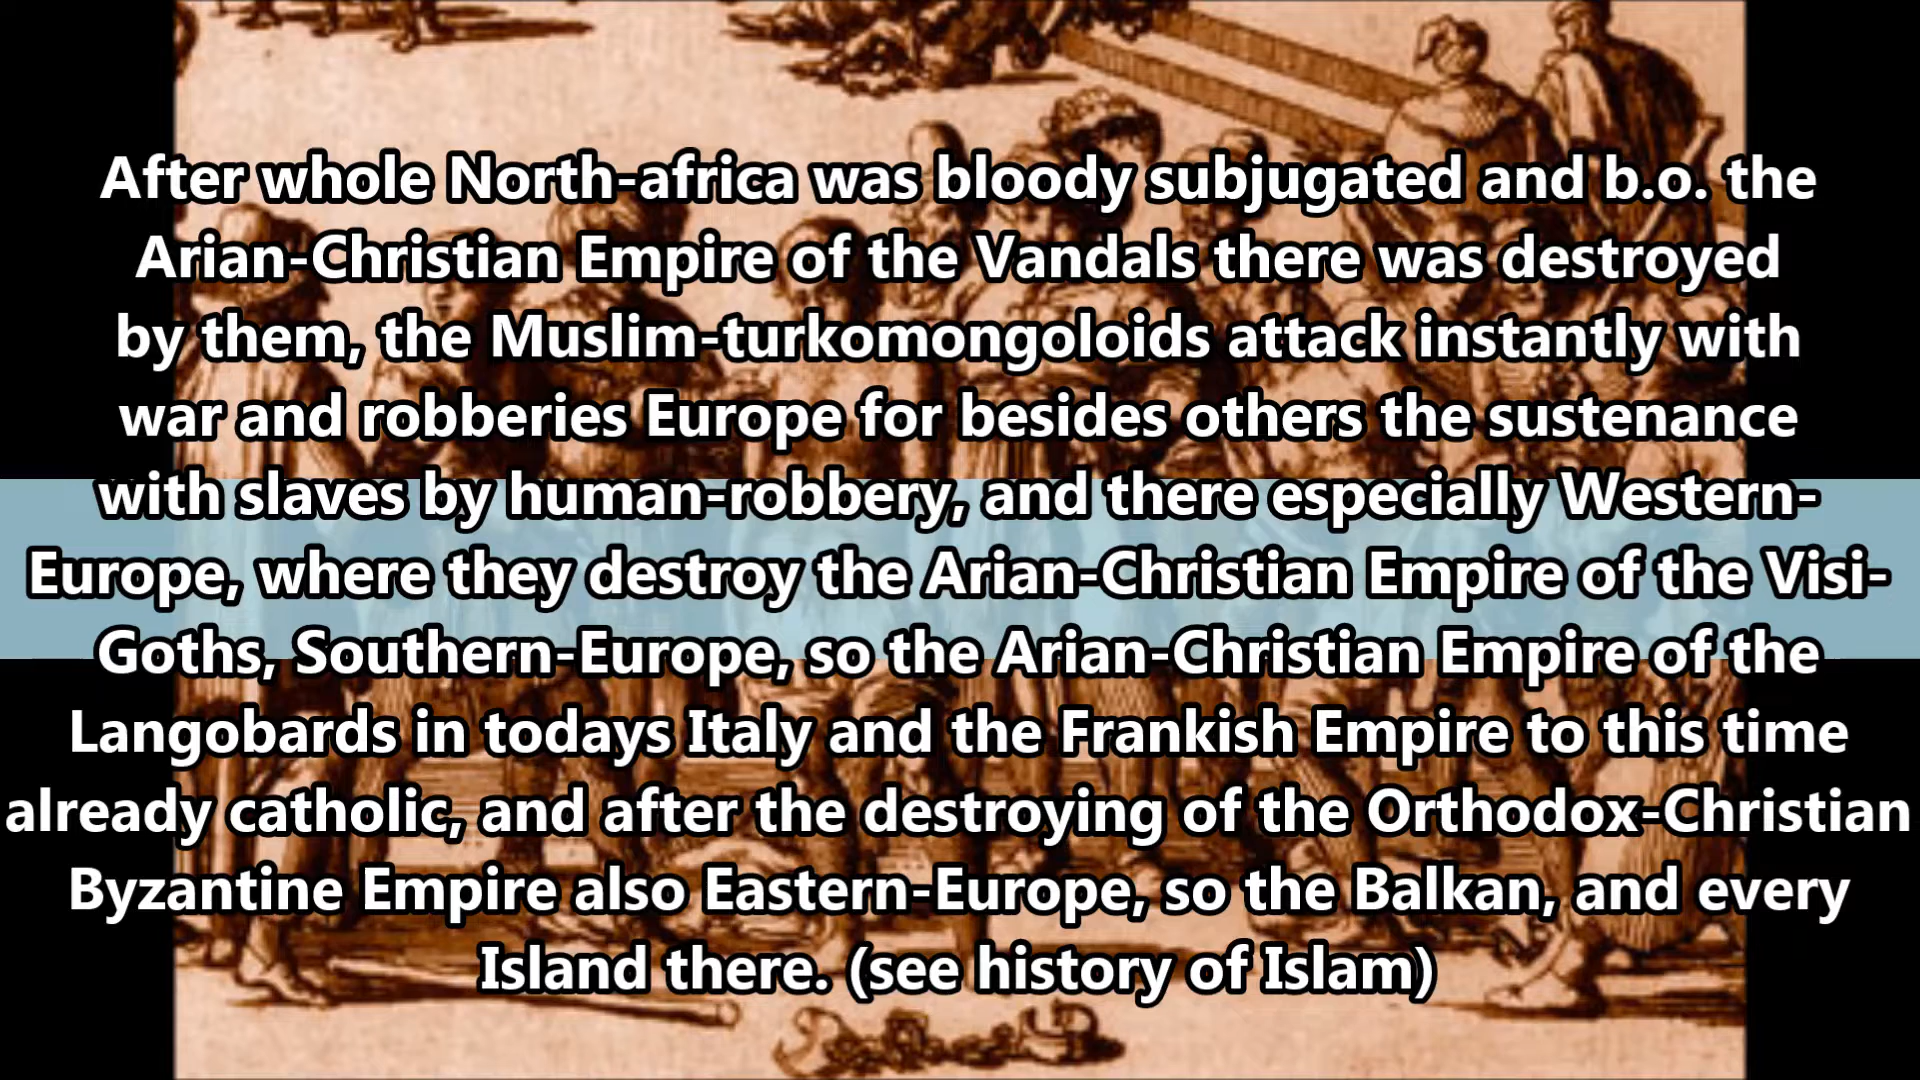 After whole North-africa was bloody subjugated and b.o. the
Arian-Christian Empire of the Vandals there was destroyed
by them, the Muslim-turkomongoloids attack instantly with
war and robberies Europe for besides others the sustenance
with slaves by human-robbery, and there especially Western-
Europe, where they destroy the Arian-Christian Empire of the Visi-
Goths, Southern-Europe, so the Arian-Christian Empire of the
Langobards in todays Italy and the Frankish Empire to this time
already catholic, and after the destroying of the Orthodox-Christian
Byzantine Empire also Eastern-Europe, so the Balkan, and every
Island there. (see history of Islam)